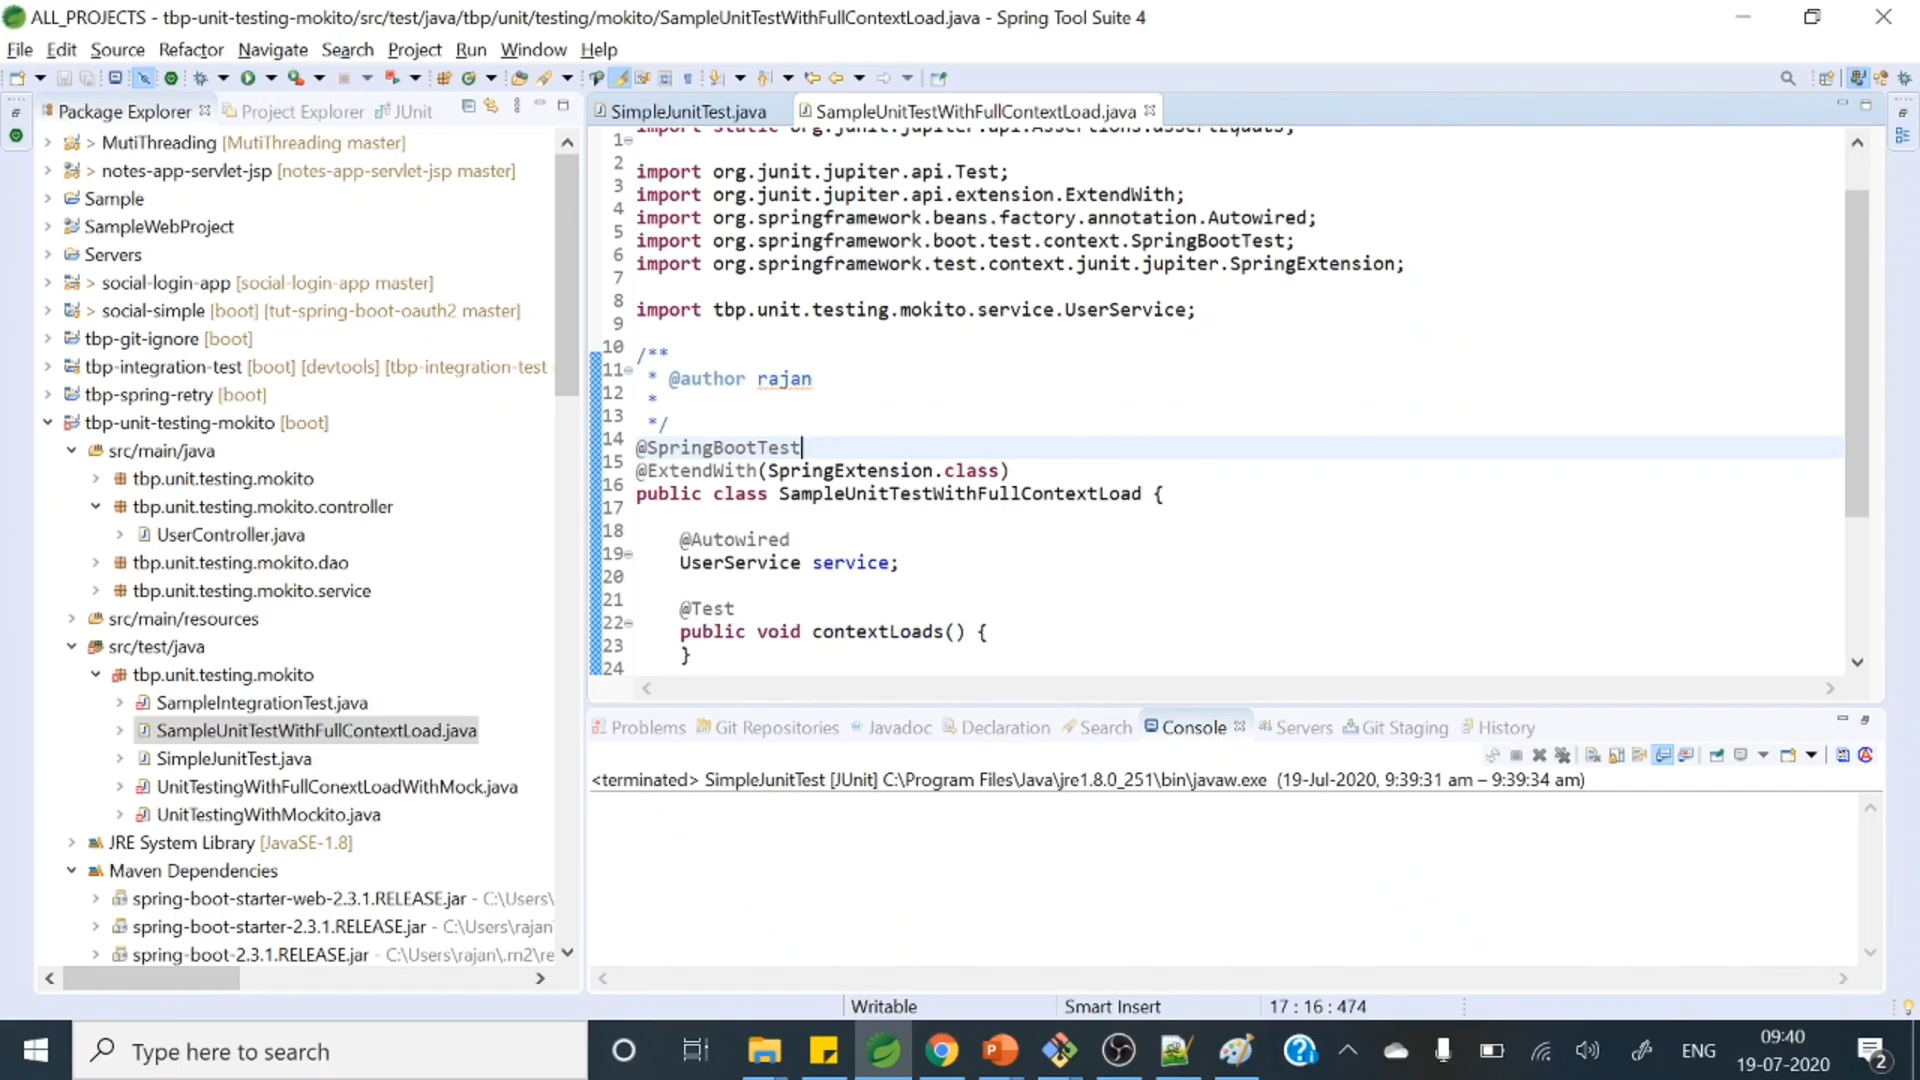 ALL_PROJECTS - tbp-unit-testing-mokito/src/test/java/tbp/unit/testing/mokito/SampleUnitTestWithFullContextLoad.java - Spring Tool Suite 4
File Edit Source Refactor Navigate Search Project Run Window Help
Package Explorer Project Explorer JUnit
MutiThreading [MutiThreading master]
> notes-app-servlet-jsp [notes-app-servlet-jsp master]
Sample
SampleWebProject
Servers
> social-login-app [social-login-app master]
> social-simple [boot] [tut-spring-boot-oauth2 master]
tbp-git-ignore [boot]
tbp-integration-test [boot] [devtools] [tbp-integration-test
tbp-spring-retry [boot]
tbp-unit-testing-mokito [boot]
src/main/java
tbp.unit.testing.mokito
tbp.unit.testing.mokito.controller
UserController.java
tbp.unit.testing.mokito.dao
tbp.unit.testing.mokito.service
src/main/resources
src/test/java
tbp.unit.testing.mokito
SampleIntegrationTest.java
SampleUnitTestWithFullContextLoad.java
SimpleJunitTest.java
UnitTestingWithFullConextLoadWithMock.java
UnitTestingWithMockito.java
JRE System Library [JavaSE-1.8]
Maven Dependencies
spring-boot-starter-web-2.3.1.RELEASE.jar - C:\Users\
spring-boot-starter-2.3.1.RELEASE.jar - C:\Users\rajan\
spring-boot-2.3.1.RELEASE.jar - C:\Users\rajan\.m2\re
SimpleJunitTest.java SampleUnitTestWithFullContextLoad.java
1 import static org.junit.jupiter.api.Assertions.assertEquals;
2
3 import org.junit.jupiter.api.Test;
4 import org.junit.jupiter.api.extension.ExtendWith;
5 import org.springframework.beans.factory.annotation.Autowired;
6 import org.springframework.boot.test.context.SpringBootTest;
7 import org.springframework.test.context.junit.jupiter.SpringExtension;
8
9 import tbp.unit.testing.mokito.service.UserService;
10
11 /**
12 * @author rajan
13 *
14 */
15 @SpringBootTest
16 @ExtendWith(SpringExtension.class)
17 public class SampleUnitTestWithFullContextLoad {
18
19 @Autowired
20 UserService service;
21
22 @Test
23 public void contextLoads() {
24 }
Problems Git Repositories Javadoc Declaration Search Console Servers Git Staging History
<terminated> SimpleJunitTest [JUnit] C:\Program Files\Java\jre1.8.0_251\bin\javaw.exe (19-Jul-2020, 9:39:31 am – 9:39:34 am)
Writable Smart Insert 17 : 16 : 474
Type here to search
ENG
09:40
19-07-2020
2